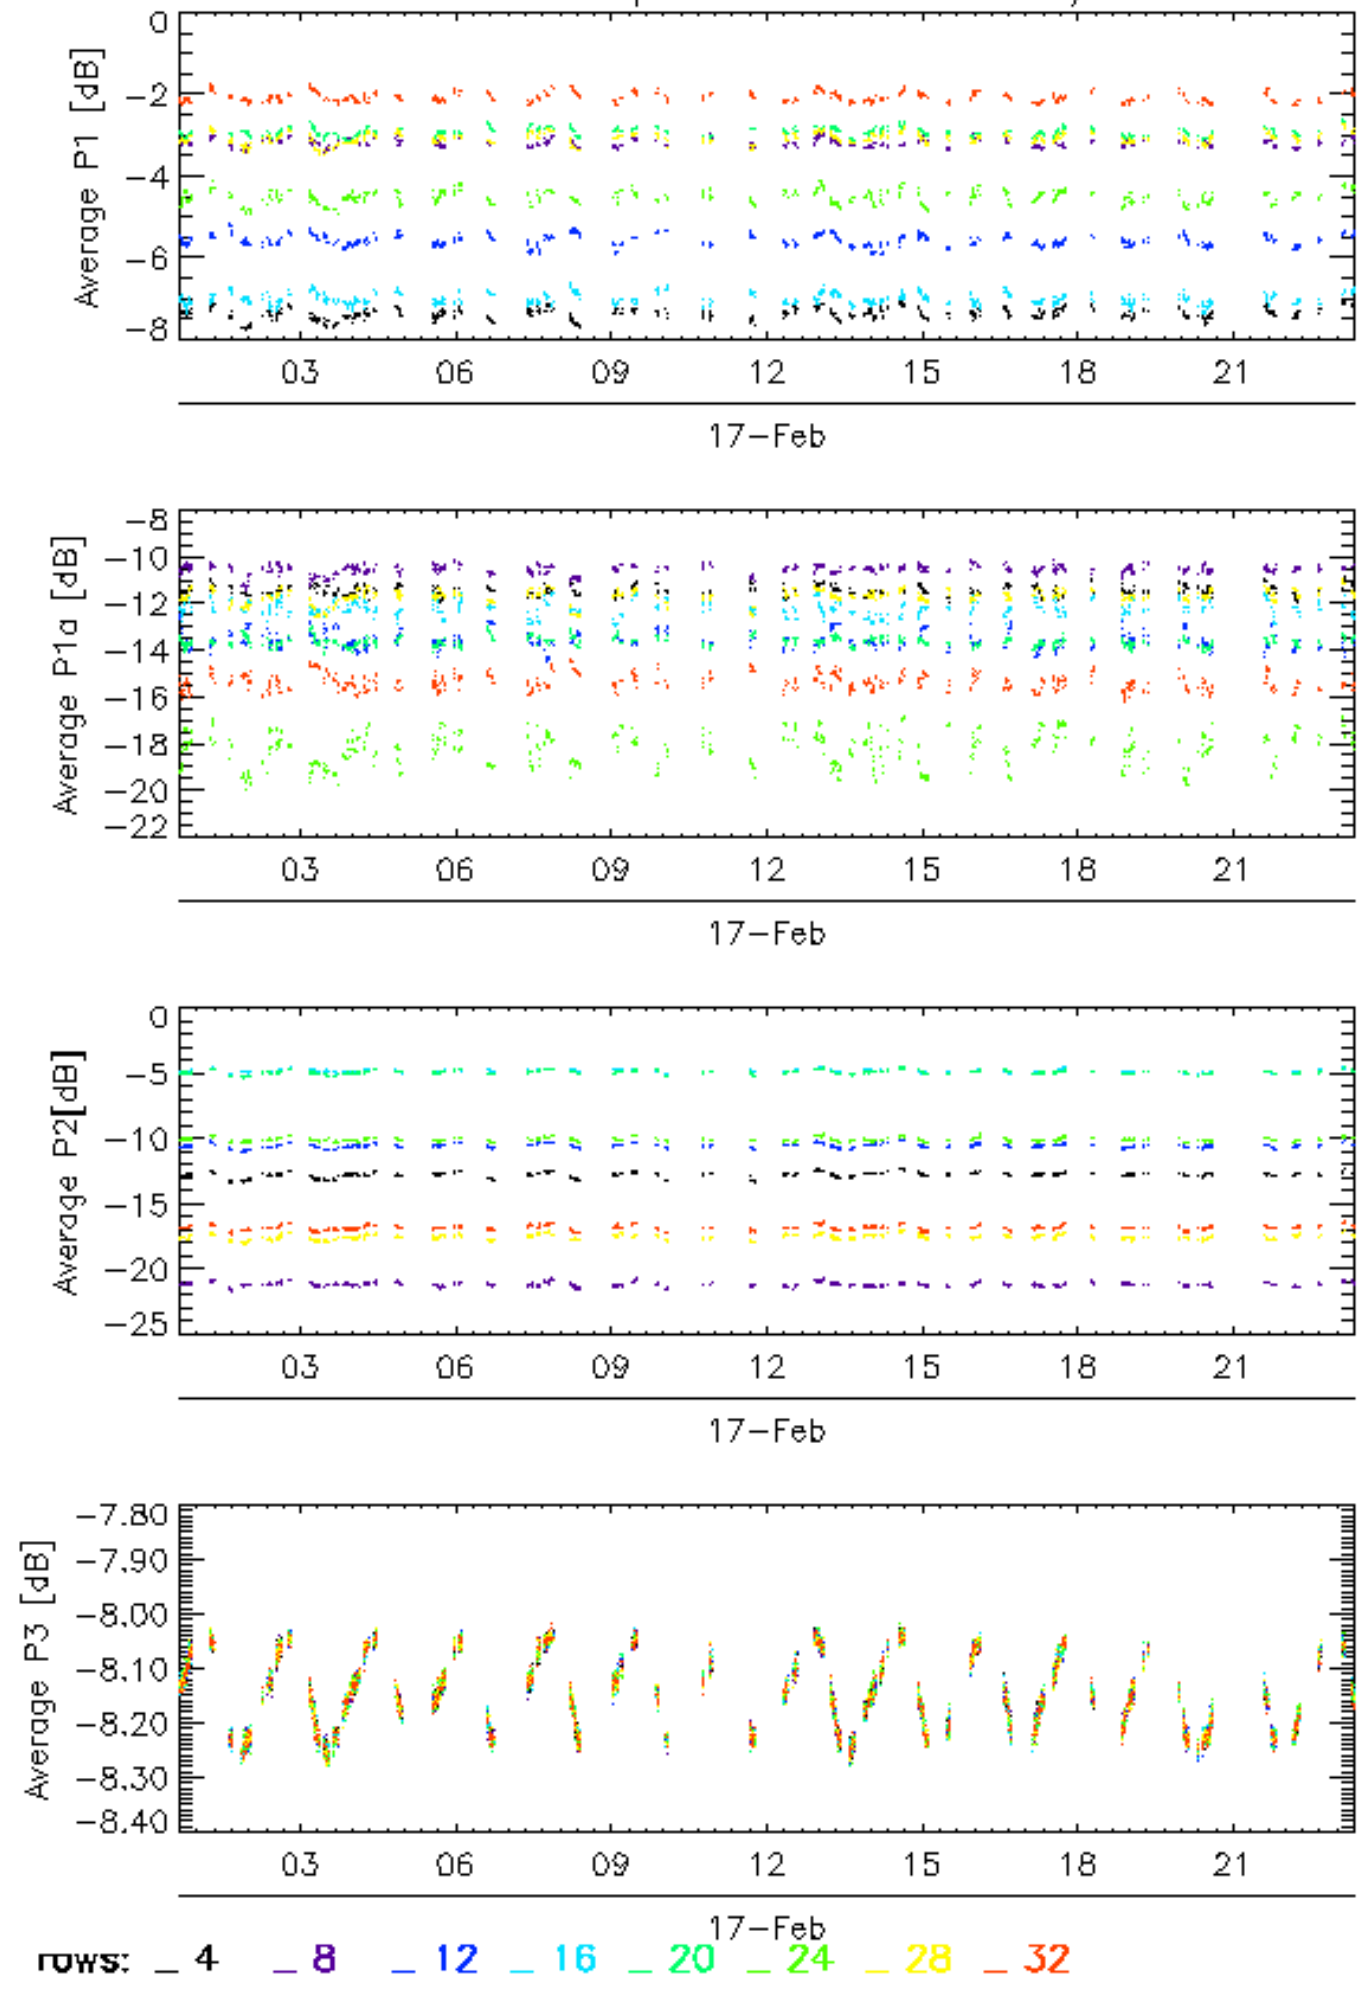 Average P1 [dB]
0
-2
-4
-6
-8
03 06 09 12 15 18 21
17-Feb
Average P1a [dB]
-8
-10
-12
-14
-16
-18
-20
-22
03 06 09 12 15 18 21
17-Feb
Average P2[dB]
0
-5
-10
-15
-20
-25
03 06 09 12 15 18 21
17-Feb
Average P3 [dB]
-7.80
-7.90
-8.00
-8.10
-8.20
-8.30
-8.40
03 06 09 12 15 18 21
17-Feb
rows: _ 4 _ 8 _ 12 _ 16 _ 20 _ 24 _ 28 _ 32